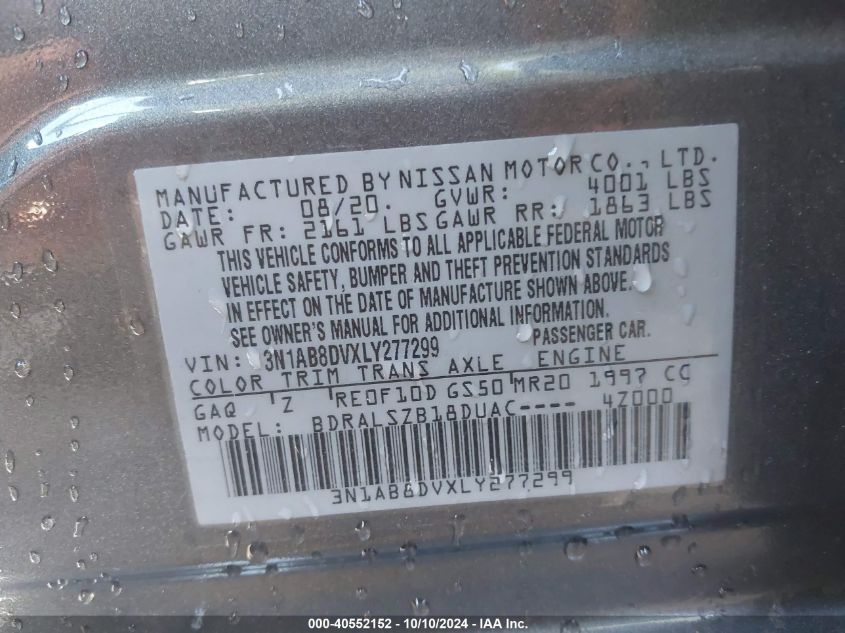 MANUFACTURED BY NISSAN MOTOR CO., LTD.
DATE: 08/20. GVWR: 4001 LBS
GAWR FR: 2161 LBS GAWR RR: 1863 LBS
THIS VEHICLE CONFORMS TO ALL APPLICABLE FEDERAL MOTOR
VEHICLE SAFETY, BUMPER AND THEFT PREVENTION STANDARDS
IN EFFECT ON THE DATE OF MANUFACTURE SHOWN ABOVE.
SEE OWNER'S MANUAL FOR ADDITIONAL INFORMATION.
VIN: 3N1AB8DVXLY277299 PASSENGER CAR.
COLOR TRIM TRANS AXLE ENGINE
GAQ Z RE0F10D GS50 MR20 1997 CC
MODEL: BDRALSZB18DUAC---- 4Z000
3N1AB8DVXLY277299
000-40552152 - 10/10/2024 - IAA Inc.